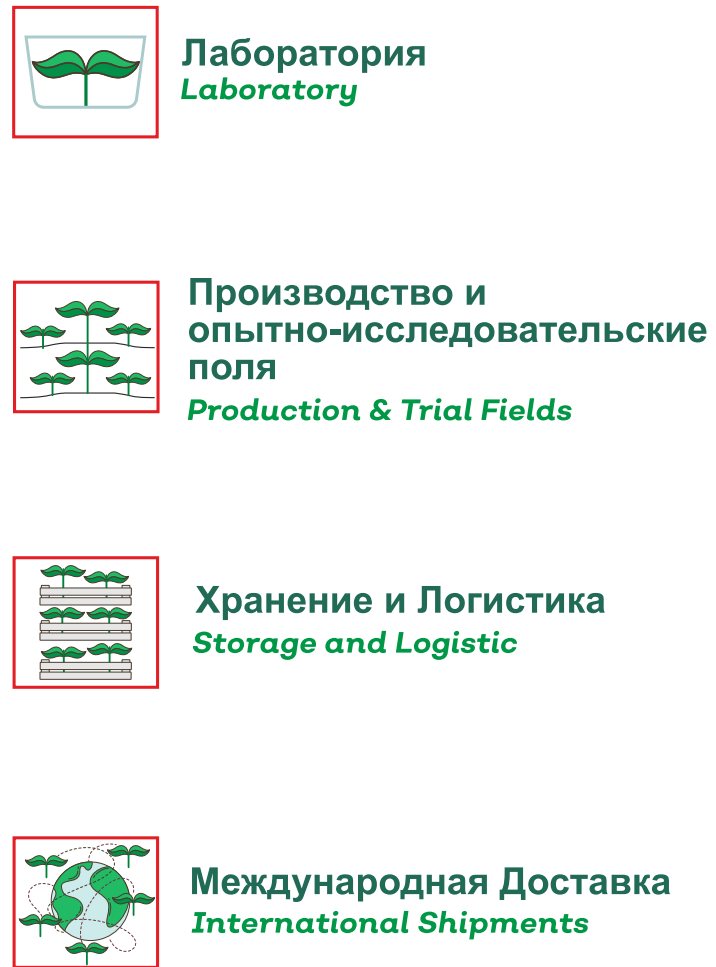 Лаборатория
Laboratory
Производство и
опытно-исследовательские
поля
Production & Trial Fields
Хранение и Логистика
Storage and Logistic
Международная Доставка
International Shipments